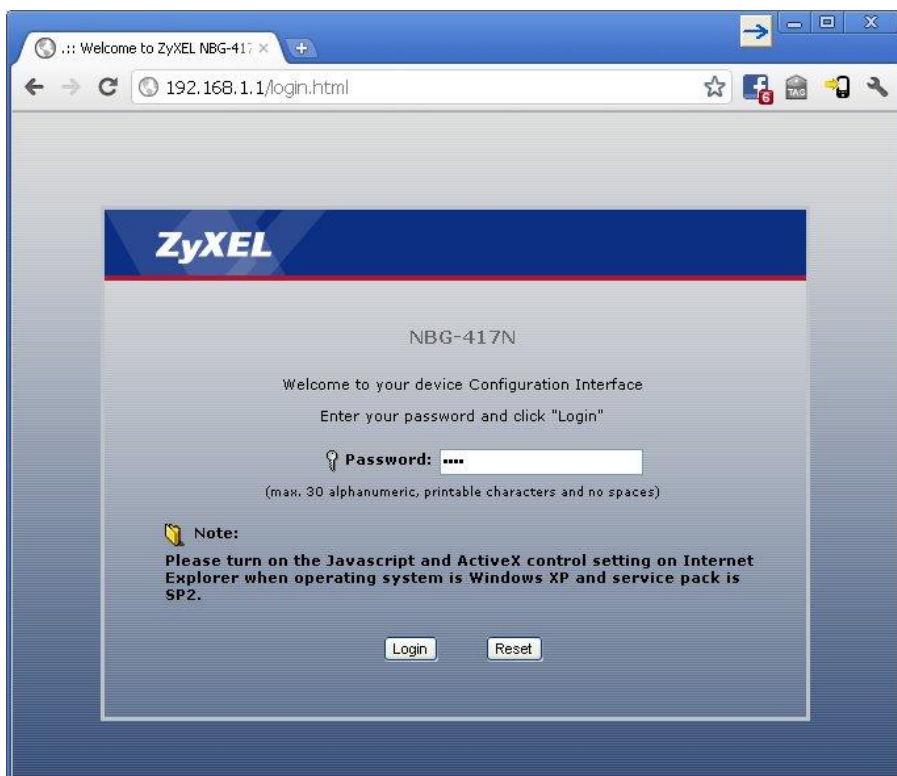 .:: Welcome to ZyXEL NBG-417
192.168.1.1/login.html
6
TAG
ZyXEL
NBG-417N
Welcome to your device Configuration Interface
Enter your password and click "Login"
Password: ••••
(max. 30 alphanumeric, printable characters and no spaces)
Note:
Please turn on the Javascript and ActiveX control setting on Internet
Explorer when operating system is Windows XP and service pack is
SP2.
Login Reset